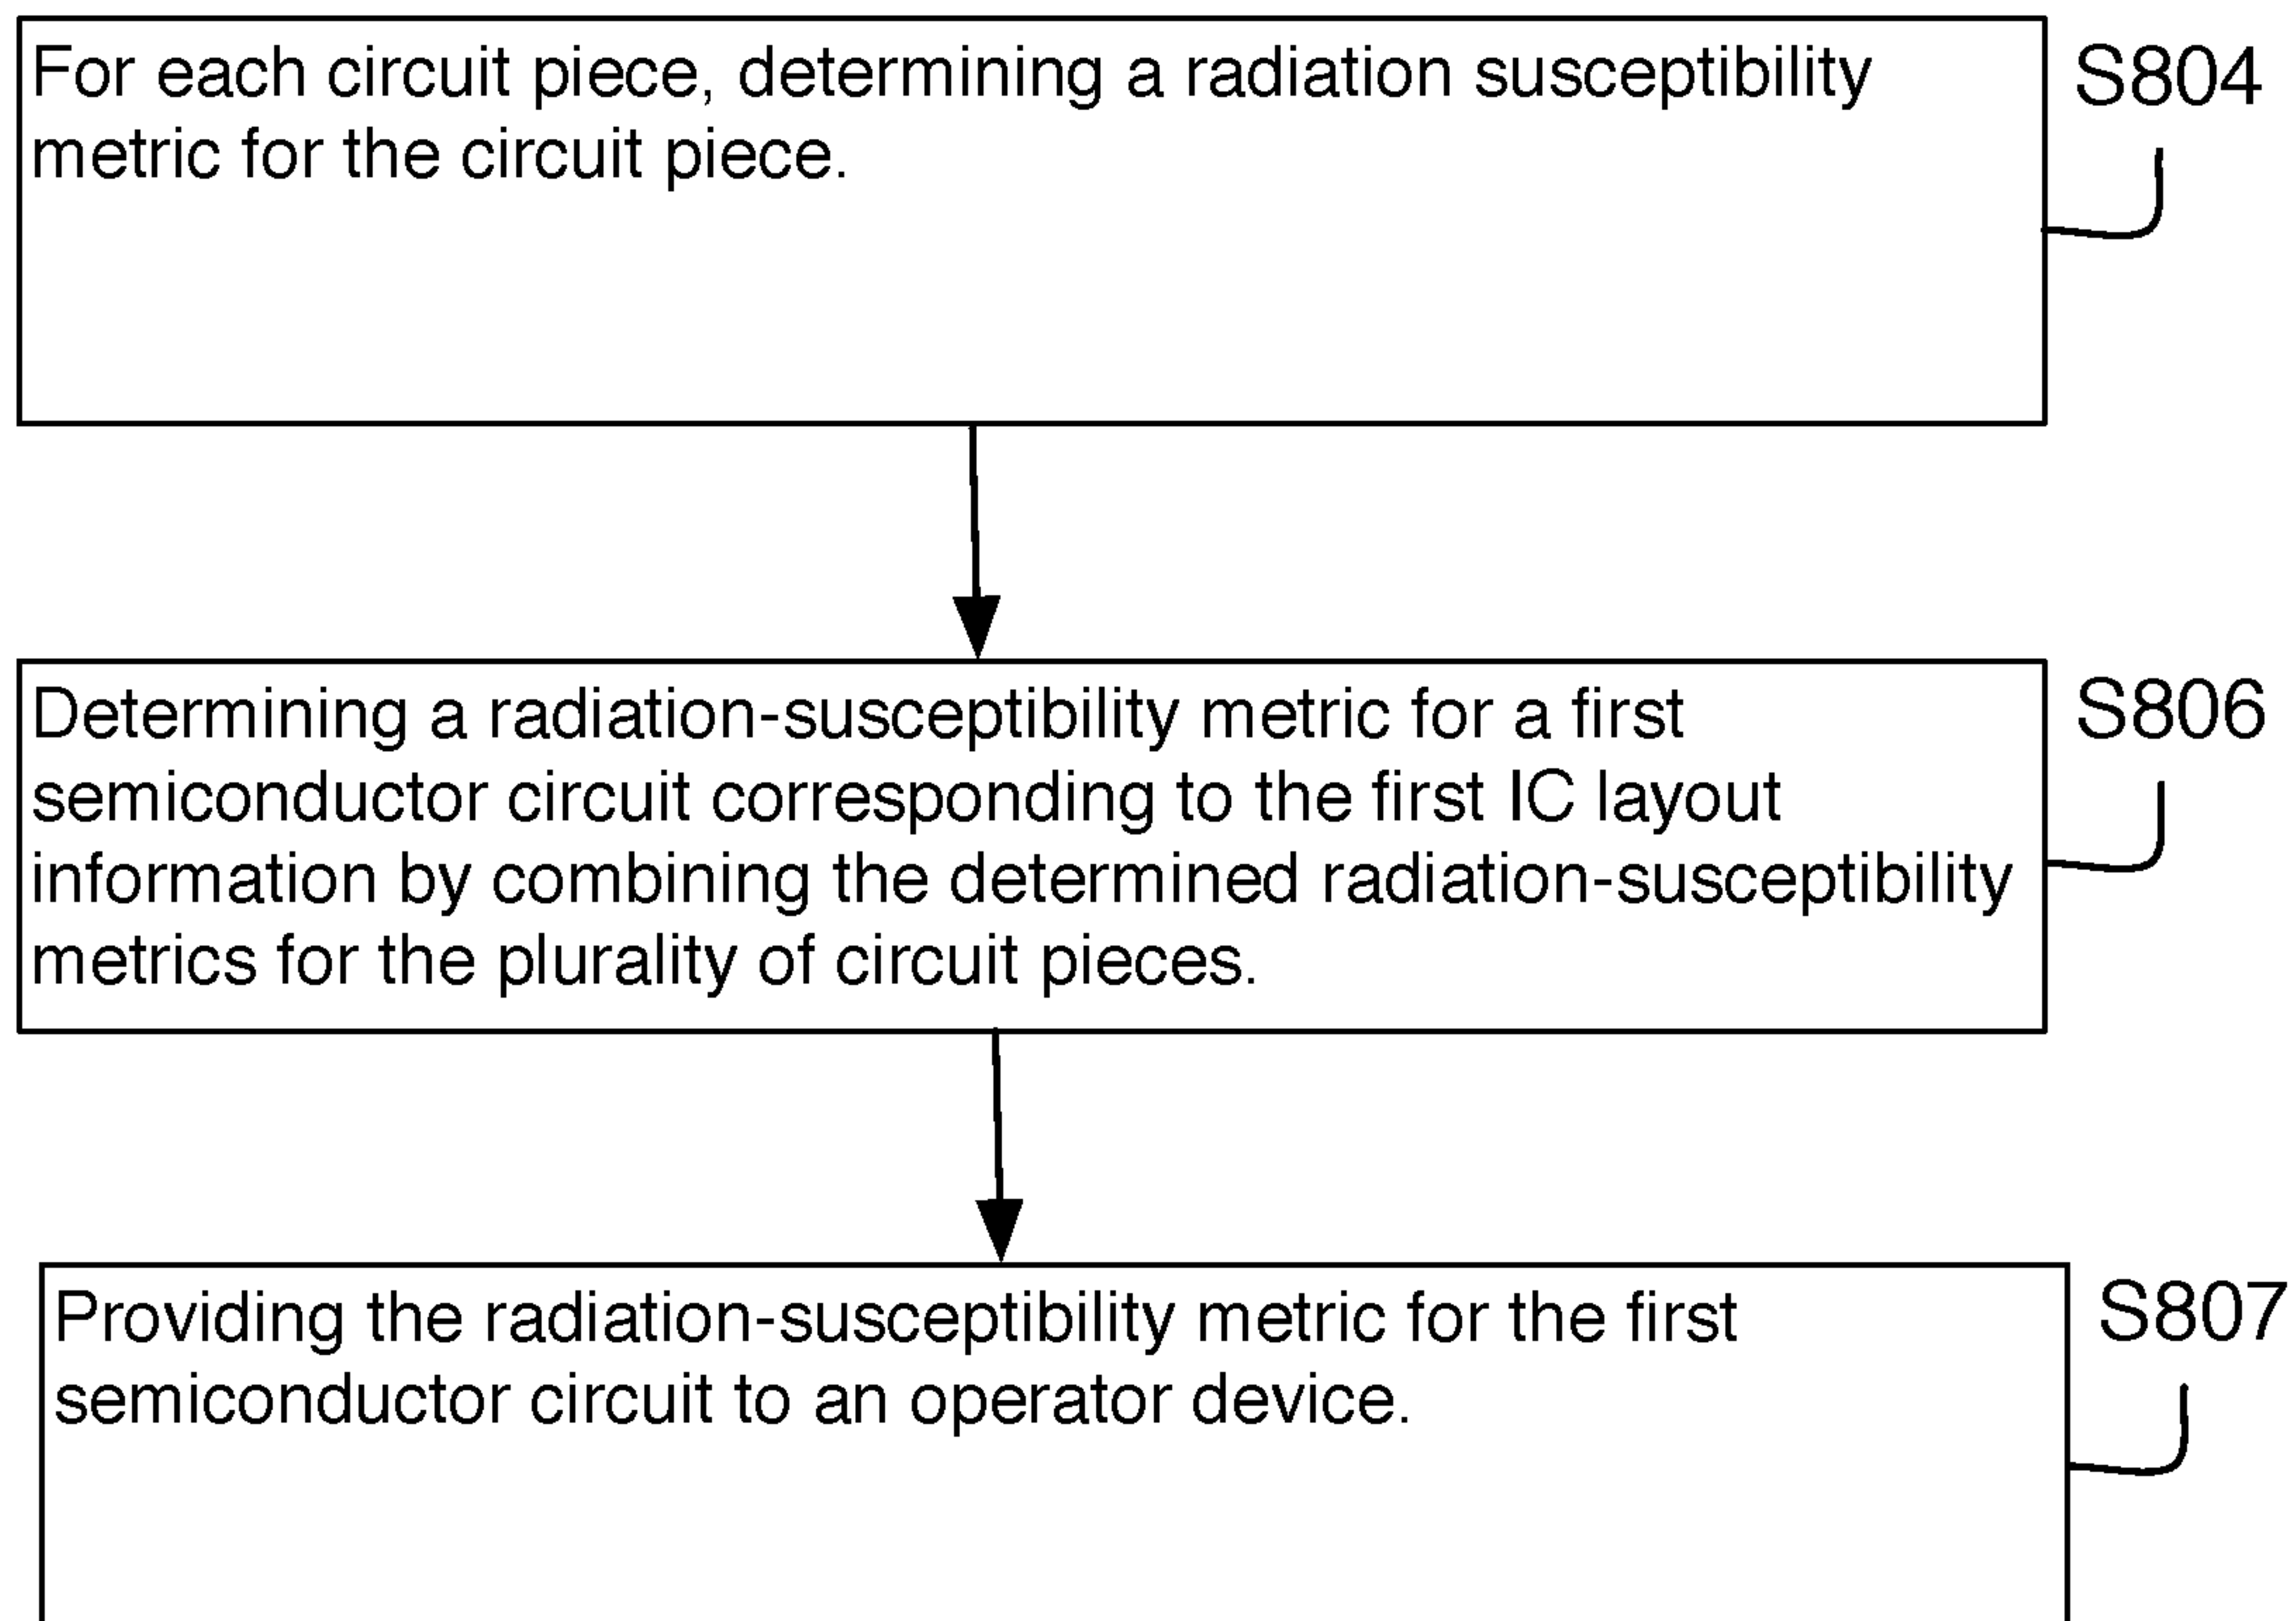 For each circuit piece, determining a radiation susceptibility
metric for the circuit piece.
S804
Determining a radiation-susceptibility metric for a first
semiconductor circuit corresponding to the first IC layout
information by combining the determined radiation-susceptibility
metrics for the plurality of circuit pieces.
S806
Providing the radiation-susceptibility metric for the first
semiconductor circuit to an operator device.
S807